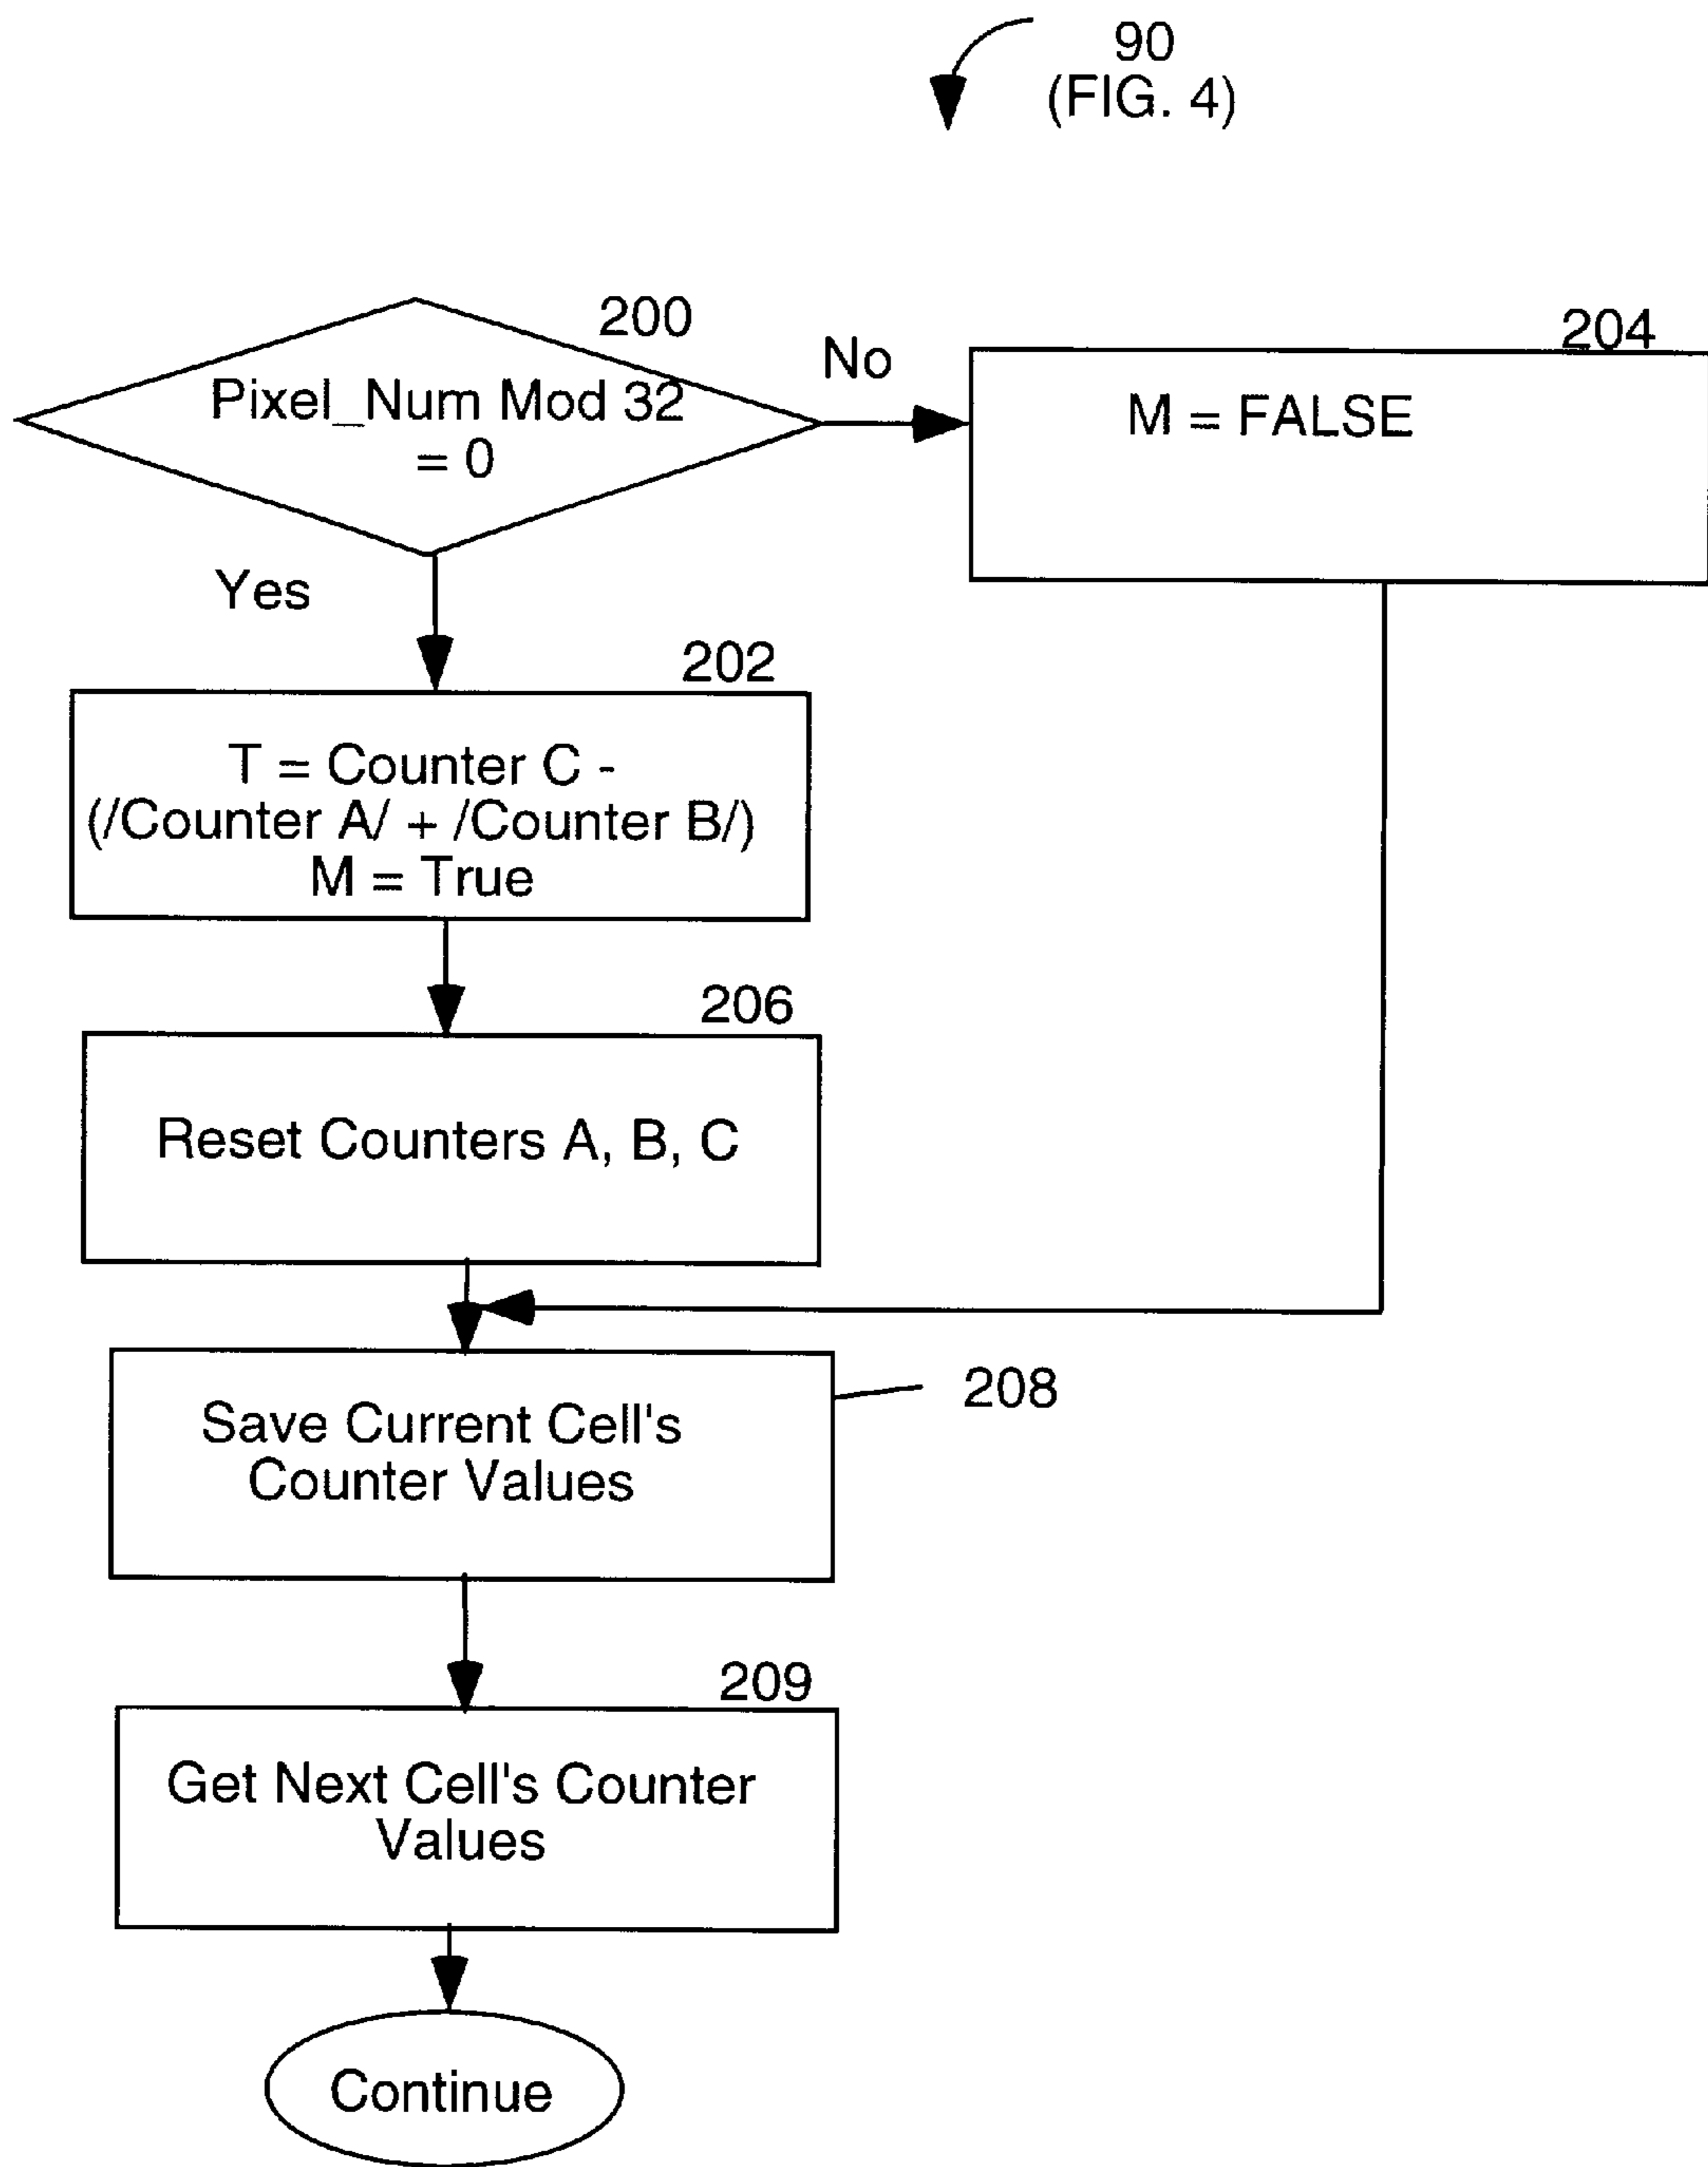 90
(FIG. 4)
200
Pixel_Num Mod 32
= 0
No
204
M = FALSE
Yes
202
T = Counter C -
(/Counter A/ + /Counter B/)
M = True
206
Reset Counters A, B, C
208
Save Current Cell's
Counter Values
209
Get Next Cell's Counter
Values
Continue